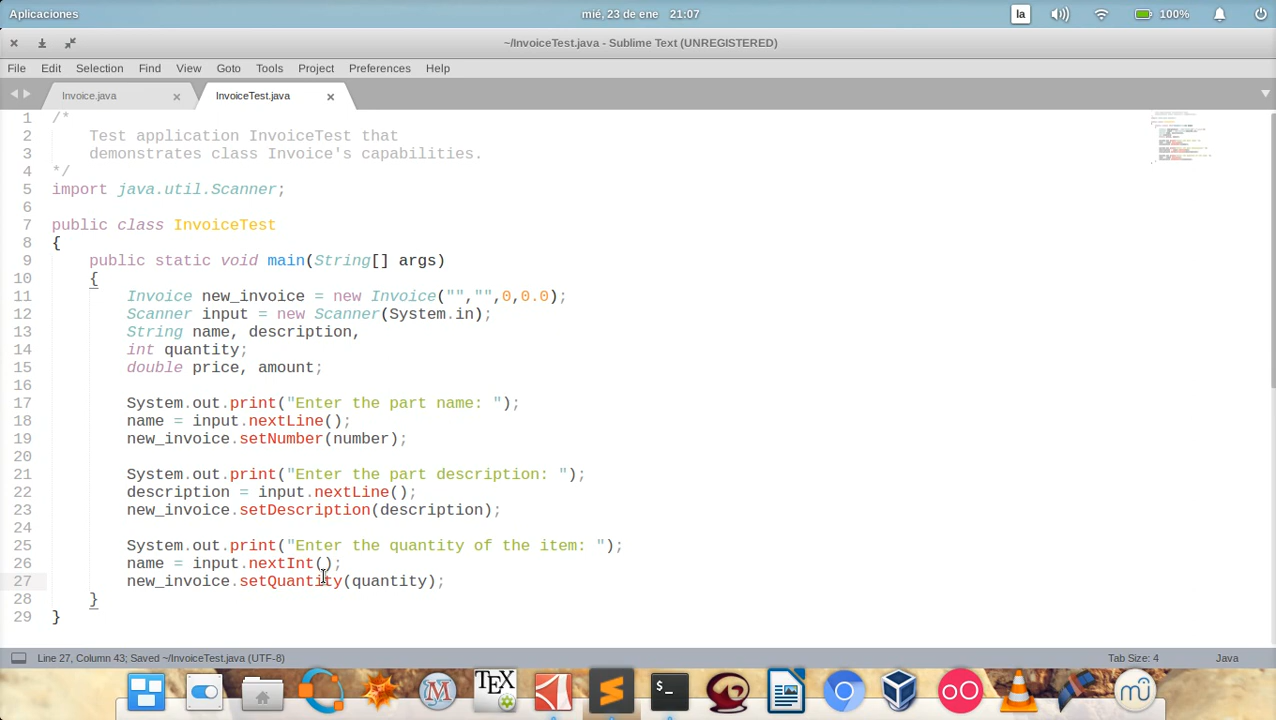 Aplicaciones
mié, 23 de ene 21:07
la
100%
~/InvoiceTest.java - Sublime Text (UNREGISTERED)
File Edit Selection Find View Goto Tools Project Preferences Help
Invoice.java
InvoiceTest.java
1 /*
2 Test application InvoiceTest that
3 demonstrates class Invoice's capabilities.
4 */
5 import java.util.Scanner;
6
7 public class InvoiceTest
8 {
9 public static void main(String[] args)
10 {
11 Invoice new_invoice = new Invoice("","",0,0.0);
12 Scanner input = new Scanner(System.in);
13 String name, description,
14 int quantity;
15 double price, amount;
16
17 System.out.print("Enter the part name: ");
18 name = input.nextLine();
19 new_invoice.setNumber(number);
20
21 System.out.print("Enter the part description: ");
22 description = input.nextLine();
23 new_invoice.setDescription(description);
24
25 System.out.print("Enter the quantity of the item: ");
26 name = input.nextInt();
27 new_invoice.setQuantity(quantity);
28 }
29 }
Line 27, Column 43; Saved ~/InvoiceTest.java (UTF-8)
Tab Size: 4
Java
TEX